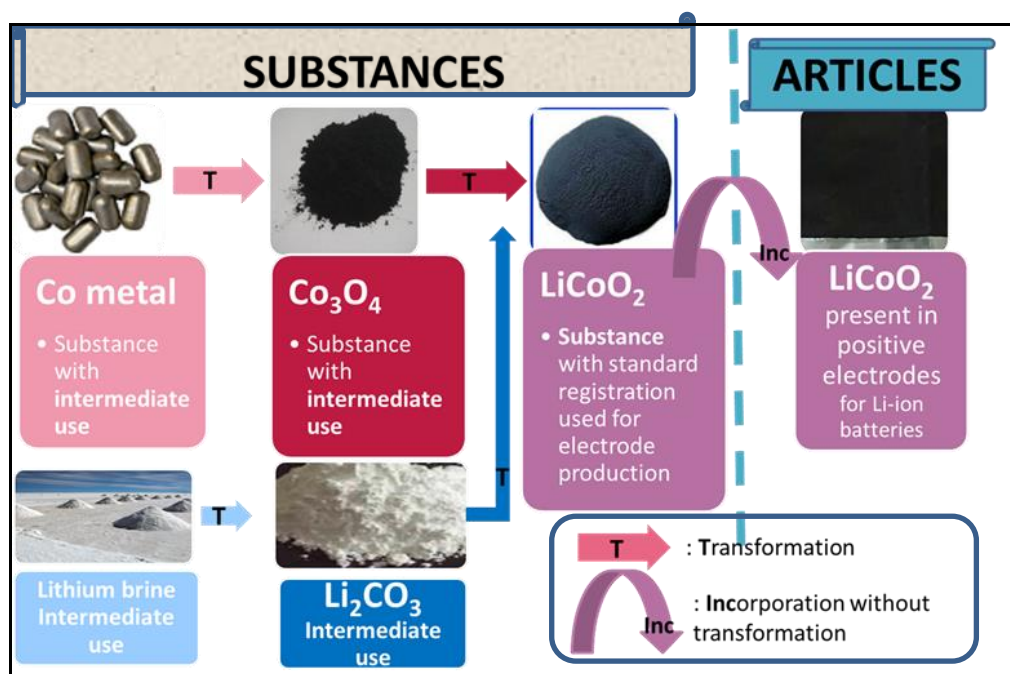 SUBSTANCES
ARTICLES
T
T
Inc
Co metal
• Substance
with
intermediate
use
Co₃O₄
• Substance
with
intermediate
use
LiCoO₂
• Substance
with standard
registration
used for
electrode
production
LiCoO₂
present in
positive
electrodes
for Li-ion
batteries
T
T
Lithium brine
Intermediate
use
Li₂CO₃
Intermediate
use
T
: Transformation
Inc
: Incorporation without
transformation